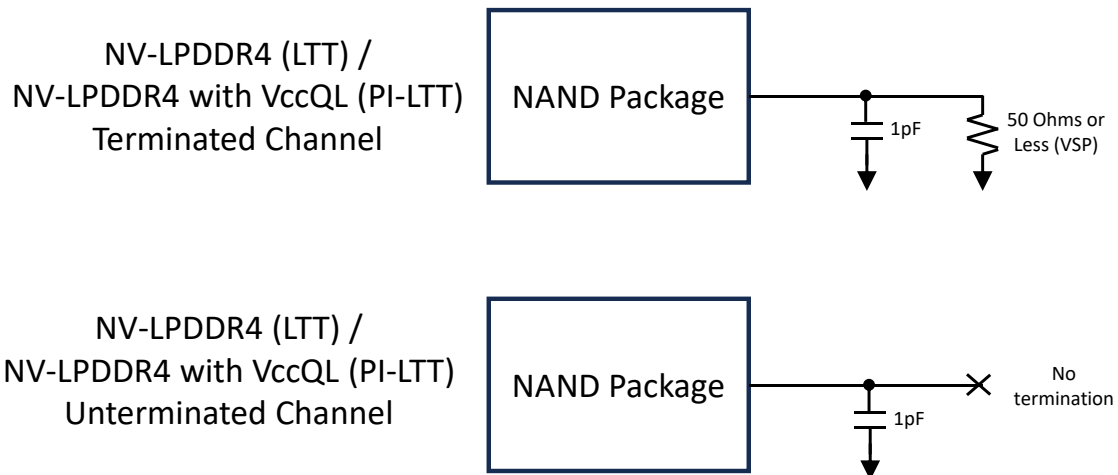 NV-LPDDR4 (LTT) /
NV-LPDDR4 with VccQL (PI-LTT)
Terminated Channel
NAND Package
1pF
50 Ohms or
Less (VSP)
NV-LPDDR4 (LTT) /
NV-LPDDR4 with VccQL (PI-LTT)
Unterminated Channel
NAND Package
1pF
No
termination